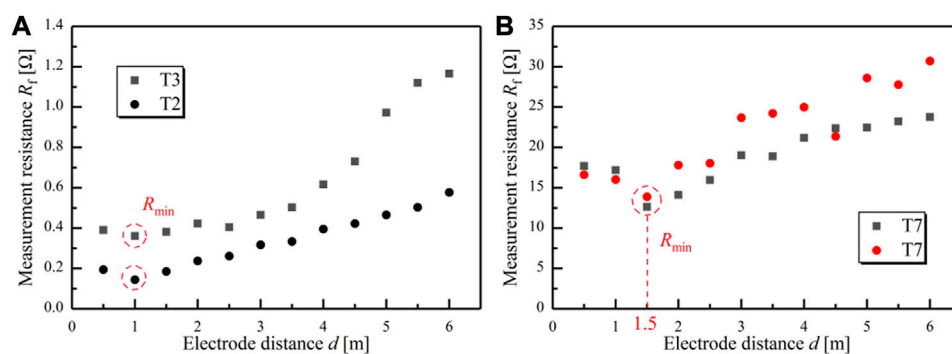 A
Measurement resistance Rf [Ω]
1.4
1.2
1.0
0.8
0.6
0.4
0.2
0.0
T3
T2
Rmin
0 1 2 3 4 5 6
Electrode distance d [m]
B
Measurement resistance Rf [Ω]
35
30
25
20
15
10
5
0
Rmin
T7
T7
0 1 1.5 2 3 4 5 6
Electrode distance d [m]